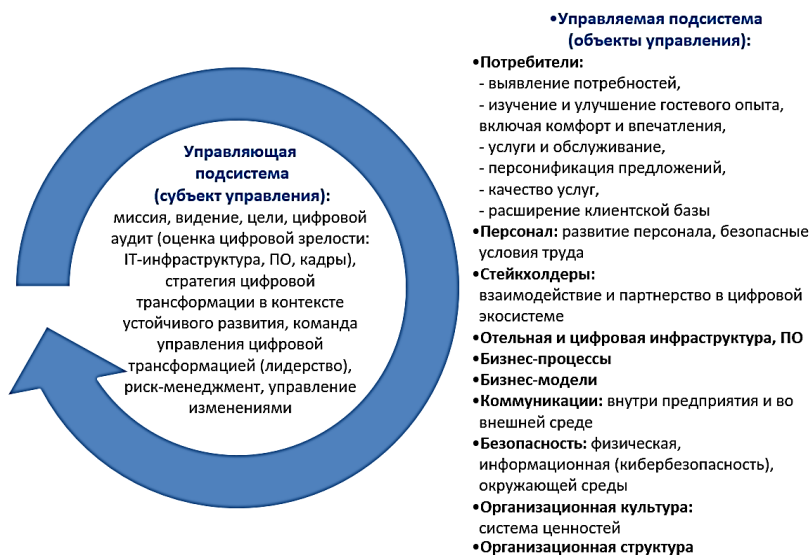 Управляющая
подсистема
(субъект управления):
миссия, видение, цели, цифровой
аудит (оценка цифровой зрелости:
IT-инфраструктура, ПО, кадры),
стратегия цифровой
трансформации в контексте
устойчивого развития, команда
управления цифровой
трансформацией (лидерство),
риск-менеджмент, управление
изменениями
•Управляемая подсистема
(объекты управления):
•Потребители:
- выявление потребностей,
- изучение и улучшение гостевого опыта,
включая комфорт и впечатления,
- услуги и обслуживание,
- персонификация предложений,
- качество услуг,
- расширение клиентской базы
•Персонал: развитие персонала, безопасные
условия труда
•Стейкхолдеры:
взаимодействие и партнерство в цифровой
экосистеме
•Отельная и цифровая инфраструктура, ПО
•Бизнес-процессы
•Бизнес-модели
•Коммуникации: внутри предприятия и во
внешней среде
•Безопасность: физическая,
информационная (кибербезопасность),
окружающей среды
•Организационная культура:
система ценностей
•Организационная структура